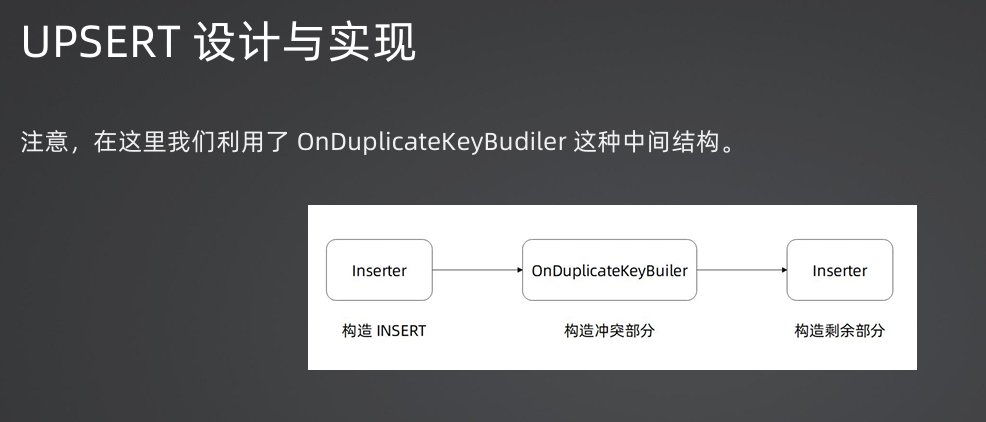 UPSERT 设计与实现
注意，在这里我们利用了 OnDuplicateKeyBudiler 这种中间结构。
Inserter
OnDuplicateKeyBuiler
Inserter
构造 INSERT
构造冲突部分
构造剩余部分